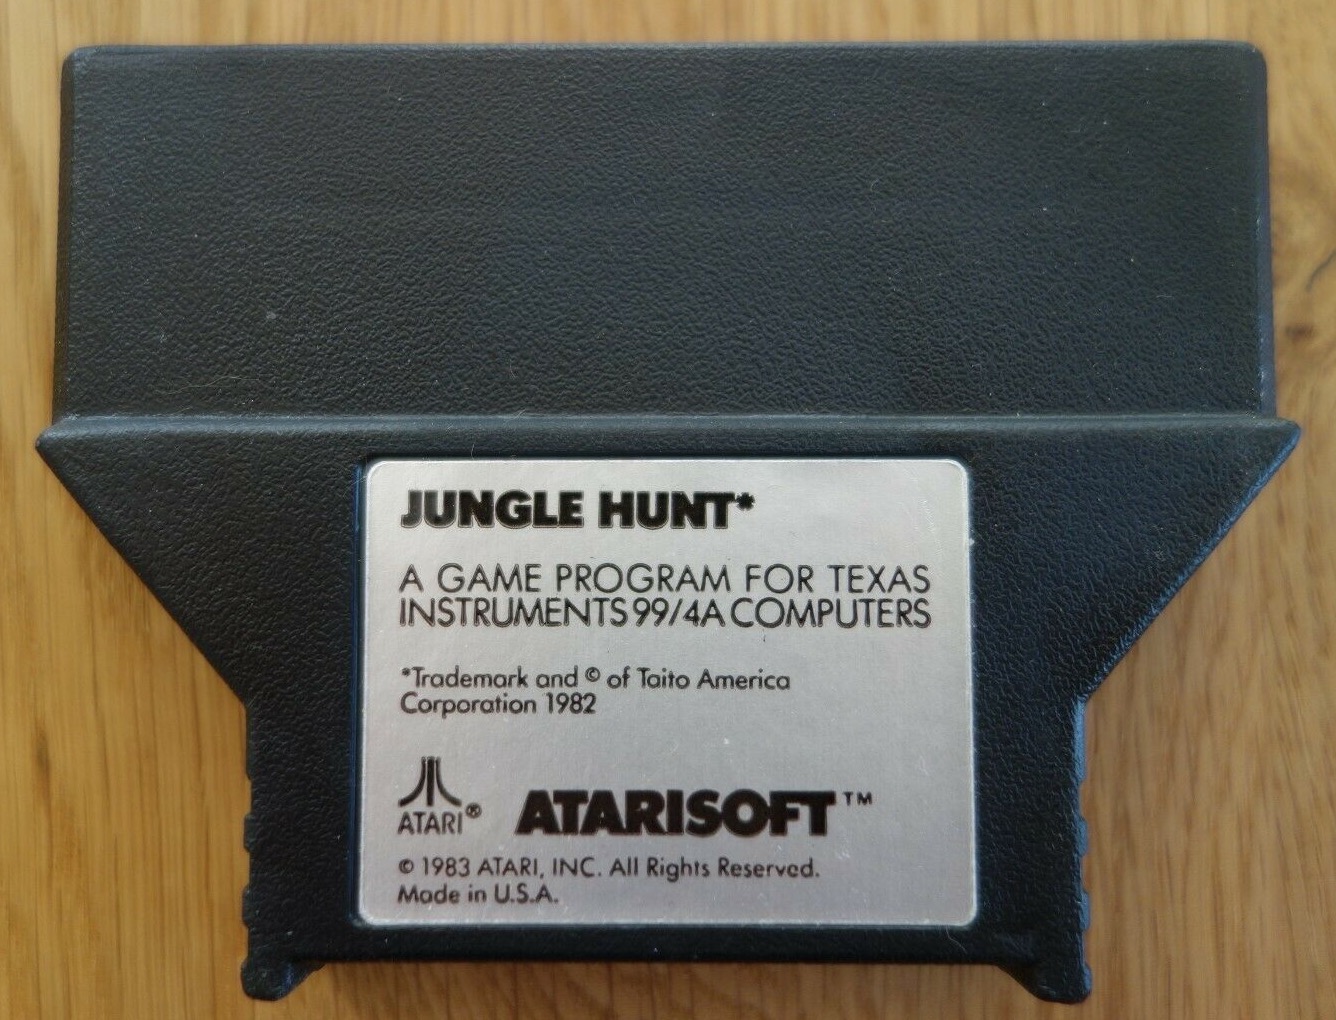 JUNGLE HUNT*
A GAME PROGRAM FOR TEXAS
INSTRUMENTS 99/4A COMPUTERS
*Trademark and © of Taito America
Corporation 1982
ATARI® ATARISOFT™
© 1983 ATARI, INC. All Rights Reserved.
Made in U.S.A.